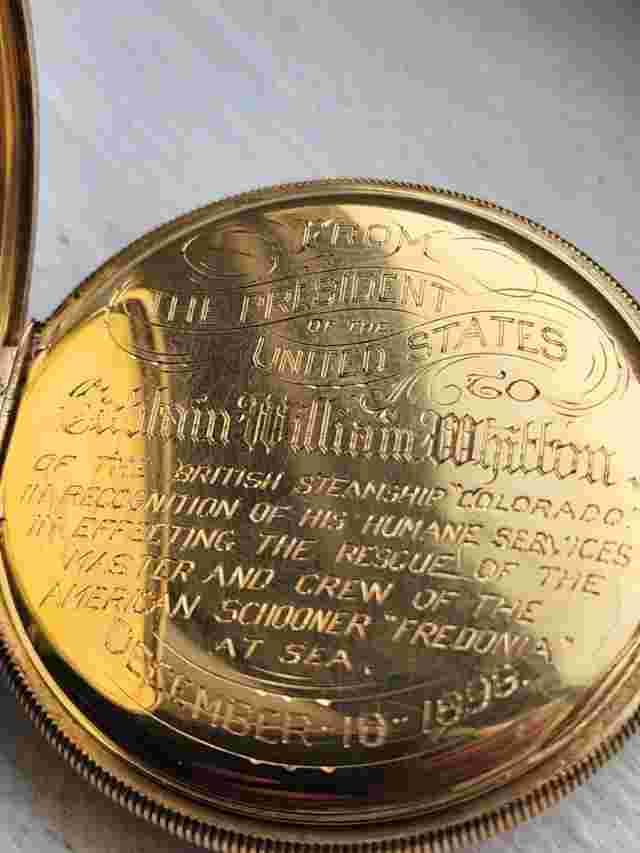 FROM
THE PRESIDENT
OF THE
UNITED STATES
TO
Captain William Whitton,
OF THE BRITISH STEAMSHIP "COLORADO"
IN RECOGNITION OF HIS HUMANE SERVICES
IN EFFECTING THE RESCUE OF THE
MASTER AND CREW OF THE
AMERICAN SCHOONER "FREDONIA"
AT SEA,
DECEMBER 1896.